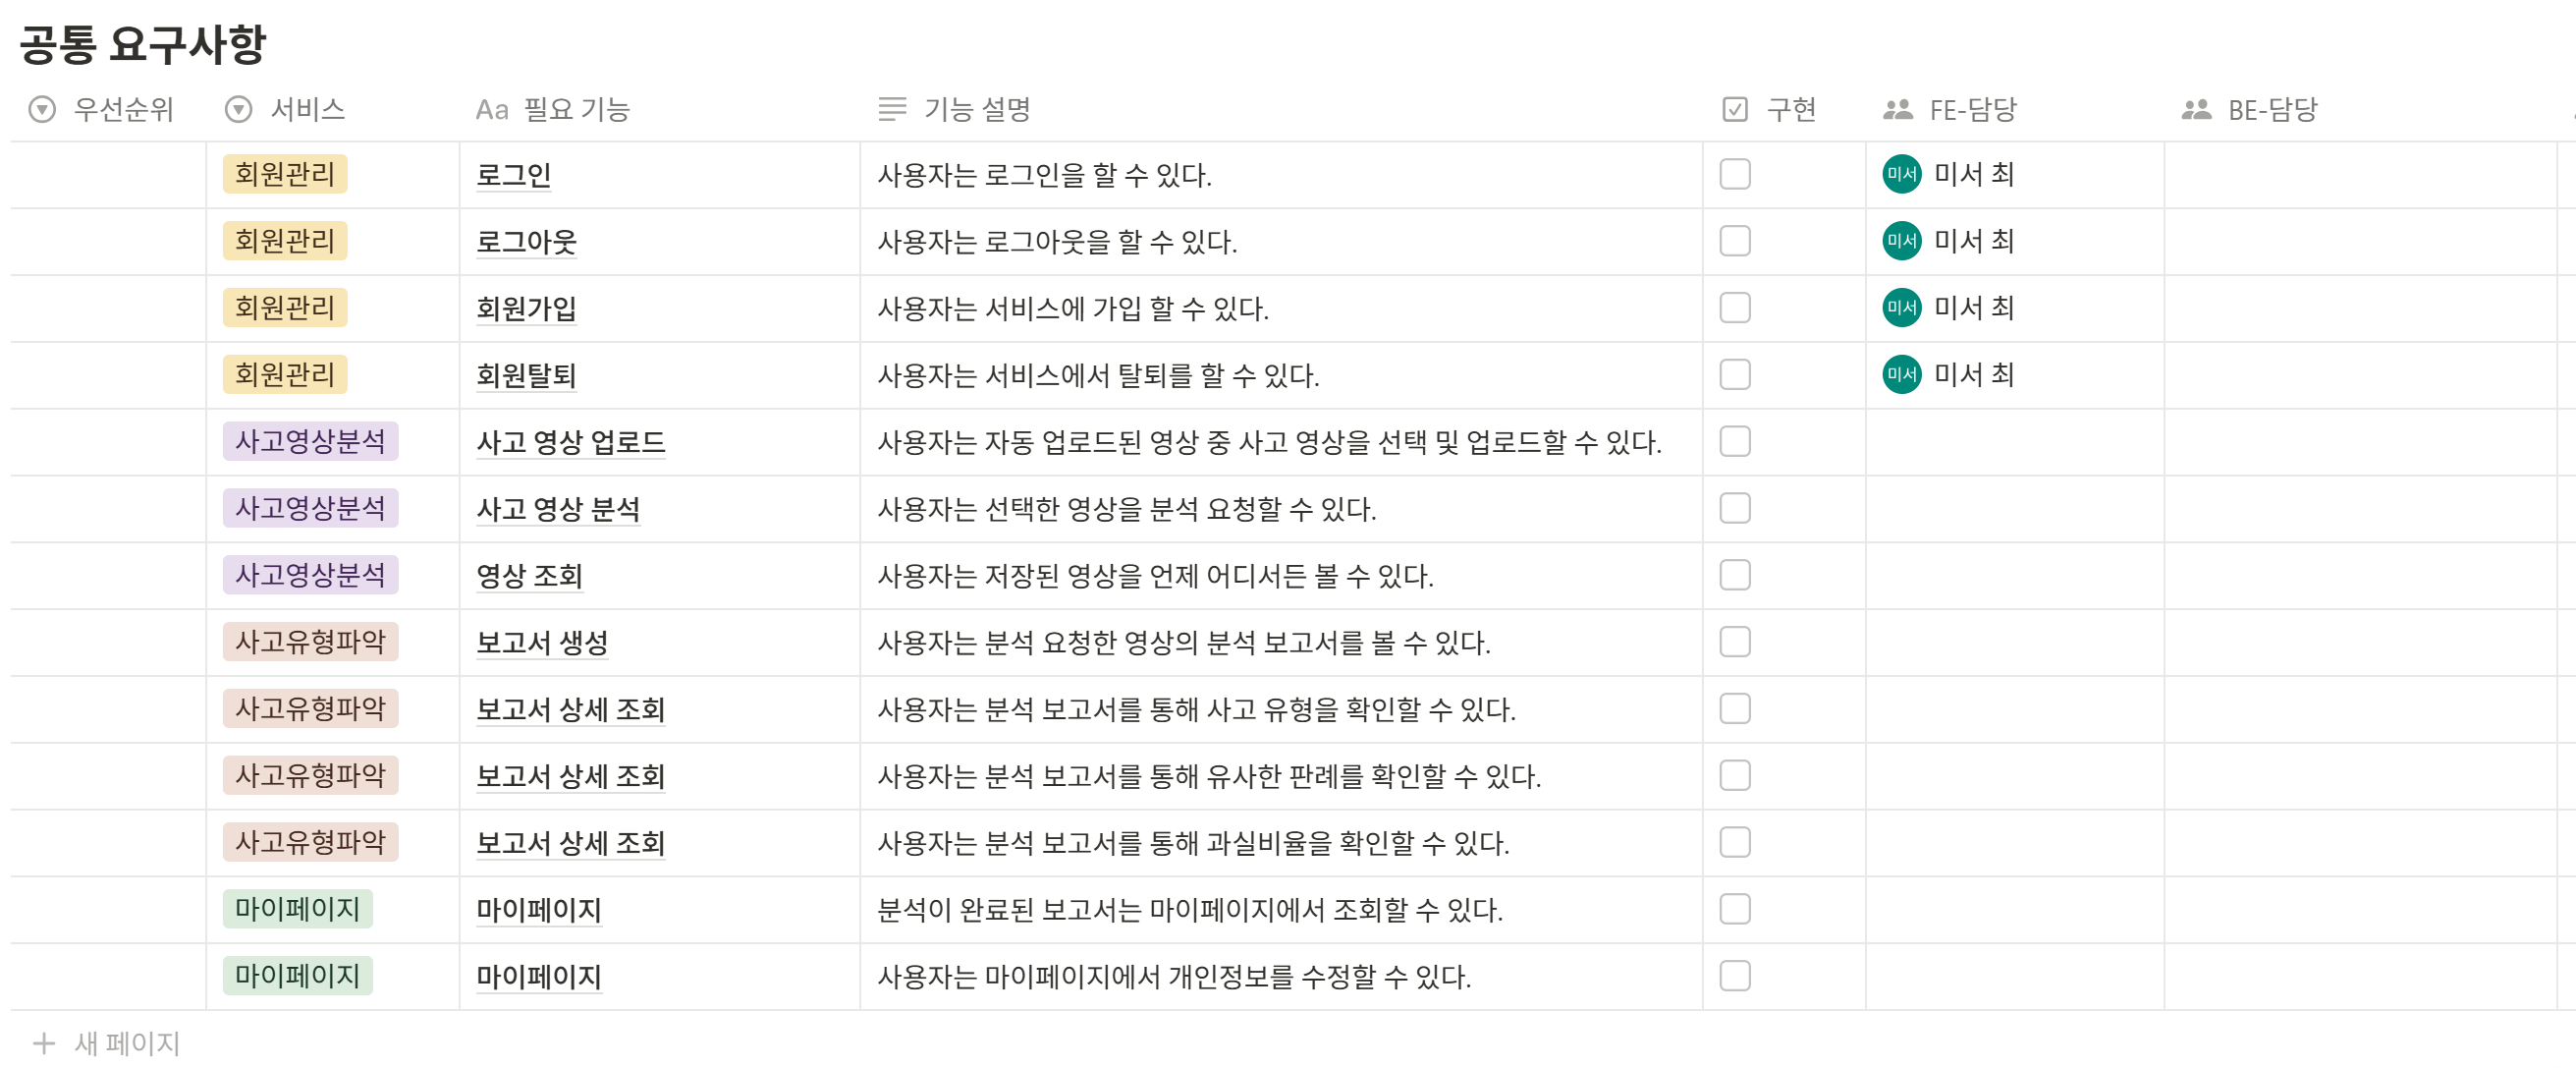 공통 요구사항
우선순위 서비스 Aa 필요 기능 기능 설명 구현 FE-담당 BE-담당
회원관리 로그인 사용자는 로그인을 할 수 있다. 미서 미서 최
회원관리 로그아웃 사용자는 로그아웃을 할 수 있다. 미서 미서 최
회원관리 회원가입 사용자는 서비스에 가입 할 수 있다. 미서 미서 최
회원관리 회원탈퇴 사용자는 서비스에서 탈퇴를 할 수 있다. 미서 미서 최
사고영상분석 사고 영상 업로드 사용자는 자동 업로드된 영상 중 사고 영상을 선택 및 업로드할 수 있다.
사고영상분석 사고 영상 분석 사용자는 선택한 영상을 분석 요청할 수 있다.
사고영상분석 영상 조회 사용자는 저장된 영상을 언제 어디서든 볼 수 있다.
사고유형파악 보고서 생성 사용자는 분석 요청한 영상의 분석 보고서를 볼 수 있다.
사고유형파악 보고서 상세 조회 사용자는 분석 보고서를 통해 사고 유형을 확인할 수 있다.
사고유형파악 보고서 상세 조회 사용자는 분석 보고서를 통해 유사한 판례를 확인할 수 있다.
사고유형파악 보고서 상세 조회 사용자는 분석 보고서를 통해 과실비율을 확인할 수 있다.
마이페이지 마이페이지 분석이 완료된 보고서는 마이페이지에서 조회할 수 있다.
마이페이지 마이페이지 사용자는 마이페이지에서 개인정보를 수정할 수 있다.
+ 새 페이지